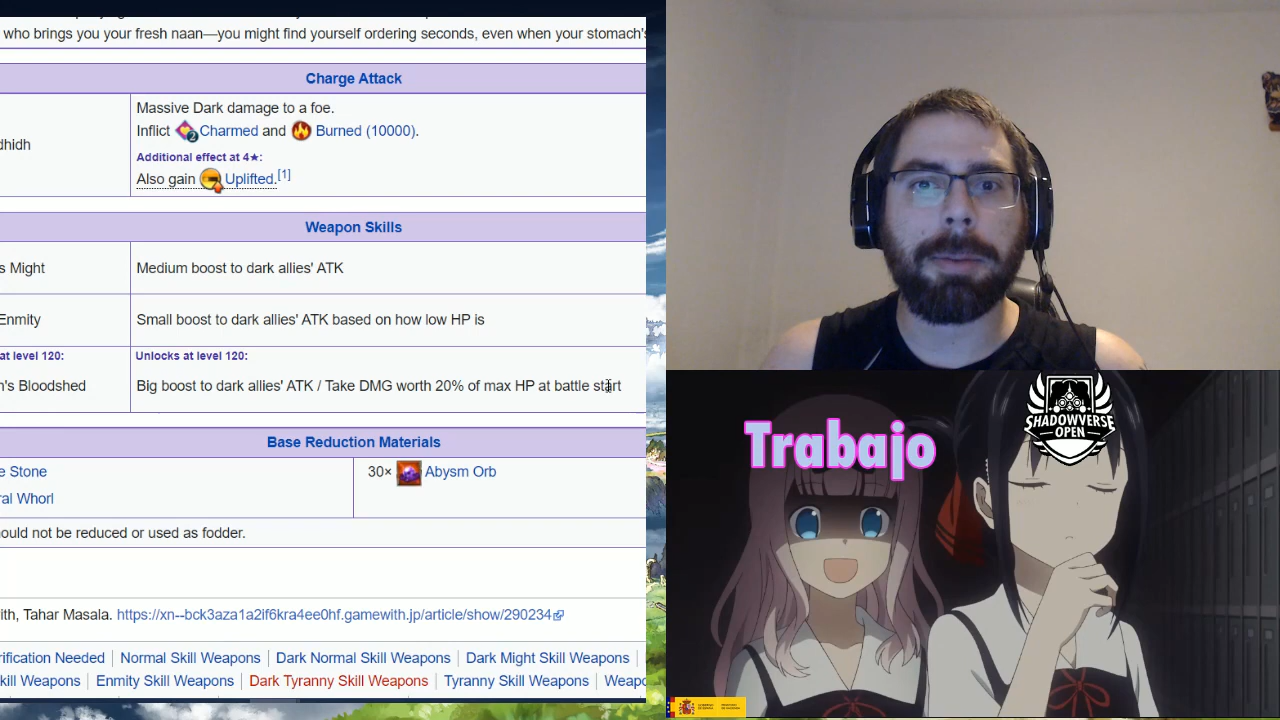 who brings you your fresh naan—you might find yourself ordering seconds, even when your stomach's
Charge Attack
dhidh
Massive Dark damage to a foe.
Inflict 2 Charmed and Burned (10000).
Additional effect at 4★:
Also gain Uplifted.[1]
Weapon Skills
s Might
Medium boost to dark allies' ATK
Enmity
Small boost to dark allies' ATK based on how low HP is
at level 120:
Unlocks at level 120:
n's Bloodshed
Big boost to dark allies' ATK / Take DMG worth 20% of max HP at battle start
Base Reduction Materials
e Stone
30× Abysm Orb
ral Whorl
ould not be reduced or used as fodder.
ith, Tahar Masala. https://xn--bck3aza1a2if6kra4ee0hf.gamewith.jp/article/show/290234
rification Needed | Normal Skill Weapons | Dark Normal Skill Weapons | Dark Might Skill Weapons |
kill Weapons | Enmity Skill Weapons | Dark Tyranny Skill Weapons | Tyranny Skill Weapons | Weapo
Trabajo
SHADOWVERSE
OPEN